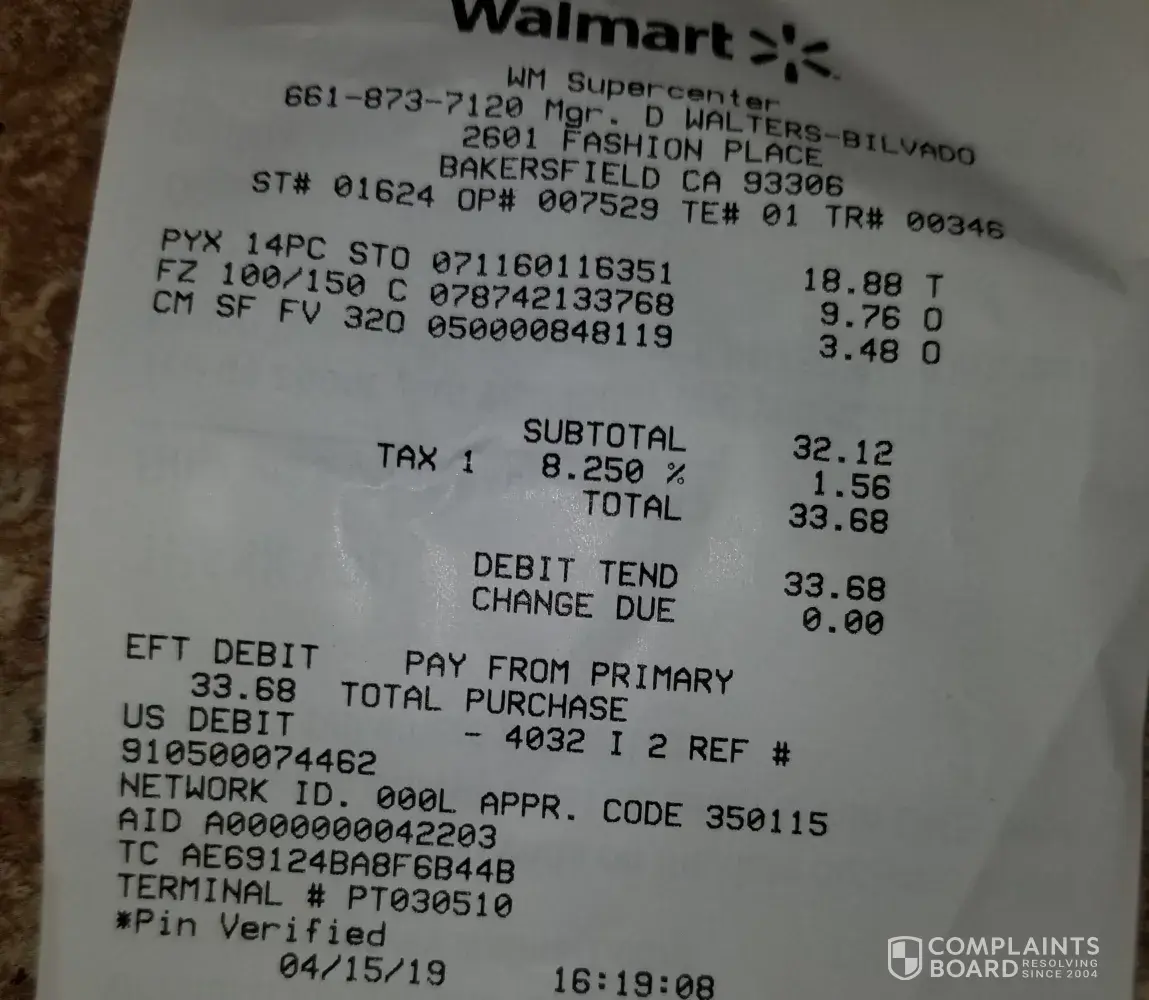 Walmart
WM Supercenter
661-873-7120 Mgr. D WALTERS-BILVADO
2601 FASHION PLACE
BAKERSFIELD CA 93306
ST# 01624 OP# 007529 TE# 01 TR# 00346
PYX 14PC STO 071160116351 18.88 T
FZ 100/150 C 078742133768 9.76 O
CM SF FV 32O 050000848119 3.48 O
SUBTOTAL 32.12
TAX 1 8.250 % 1.56
TOTAL 33.68
DEBIT TEND 33.68
CHANGE DUE 0.00
EFT DEBIT PAY FROM PRIMARY
33.68 TOTAL PURCHASE
US DEBIT - 4032 I 2 REF #
910500074462
NETWORK ID. 000L APPR. CODE 350115
AID A0000000042203
TC AE69124BA8F6B44B
TERMINAL # PT030510
*Pin Verified
04/15/19 16:19:08
COMPLAINTS
BOARD RESOLVING SINCE 2004